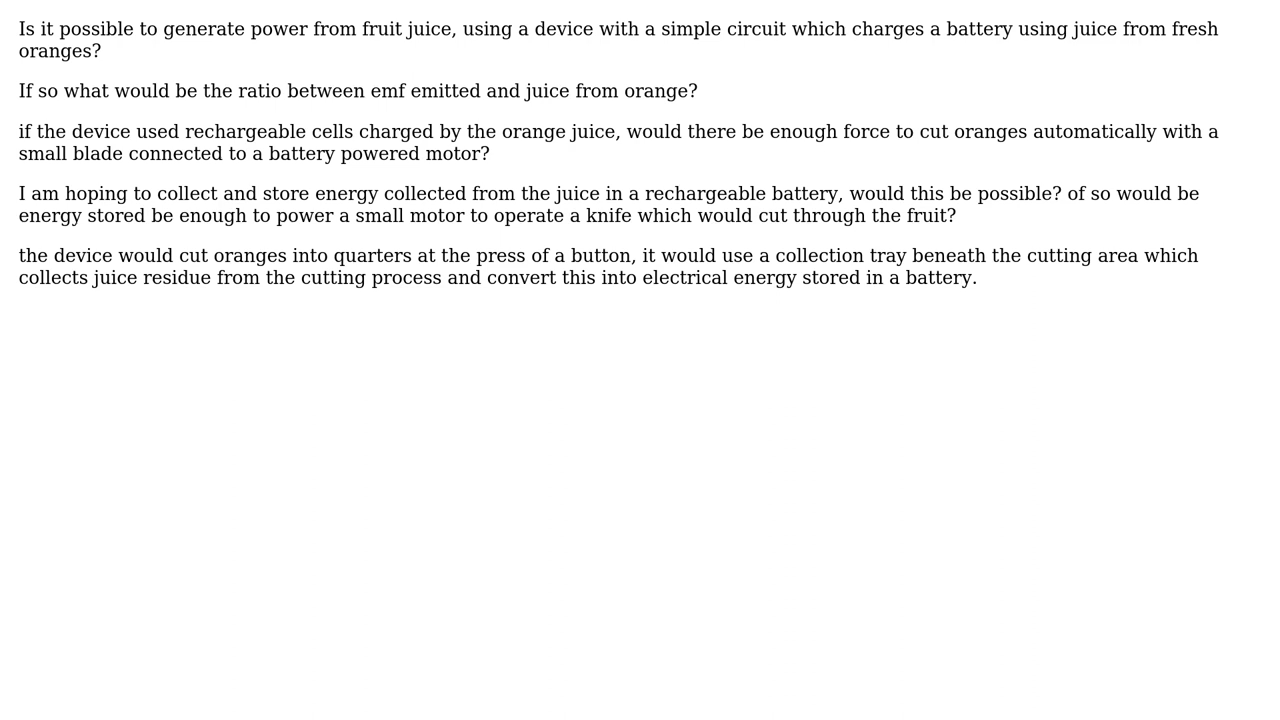 Is it possible to generate power from fruit juice, using a device with a simple circuit which charges a battery using juice from fresh
oranges?
If so what would be the ratio between emf emitted and juice from orange?
if the device used rechargeable cells charged by the orange juice, would there be enough force to cut oranges automatically with a
small blade connected to a battery powered motor?
I am hoping to collect and store energy collected from the juice in a rechargeable battery, would this be possible? of so would be
energy stored be enough to power a small motor to operate a knife which would cut through the fruit?
the device would cut oranges into quarters at the press of a button, it would use a collection tray beneath the cutting area which
collects juice residue from the cutting process and convert this into electrical energy stored in a battery.